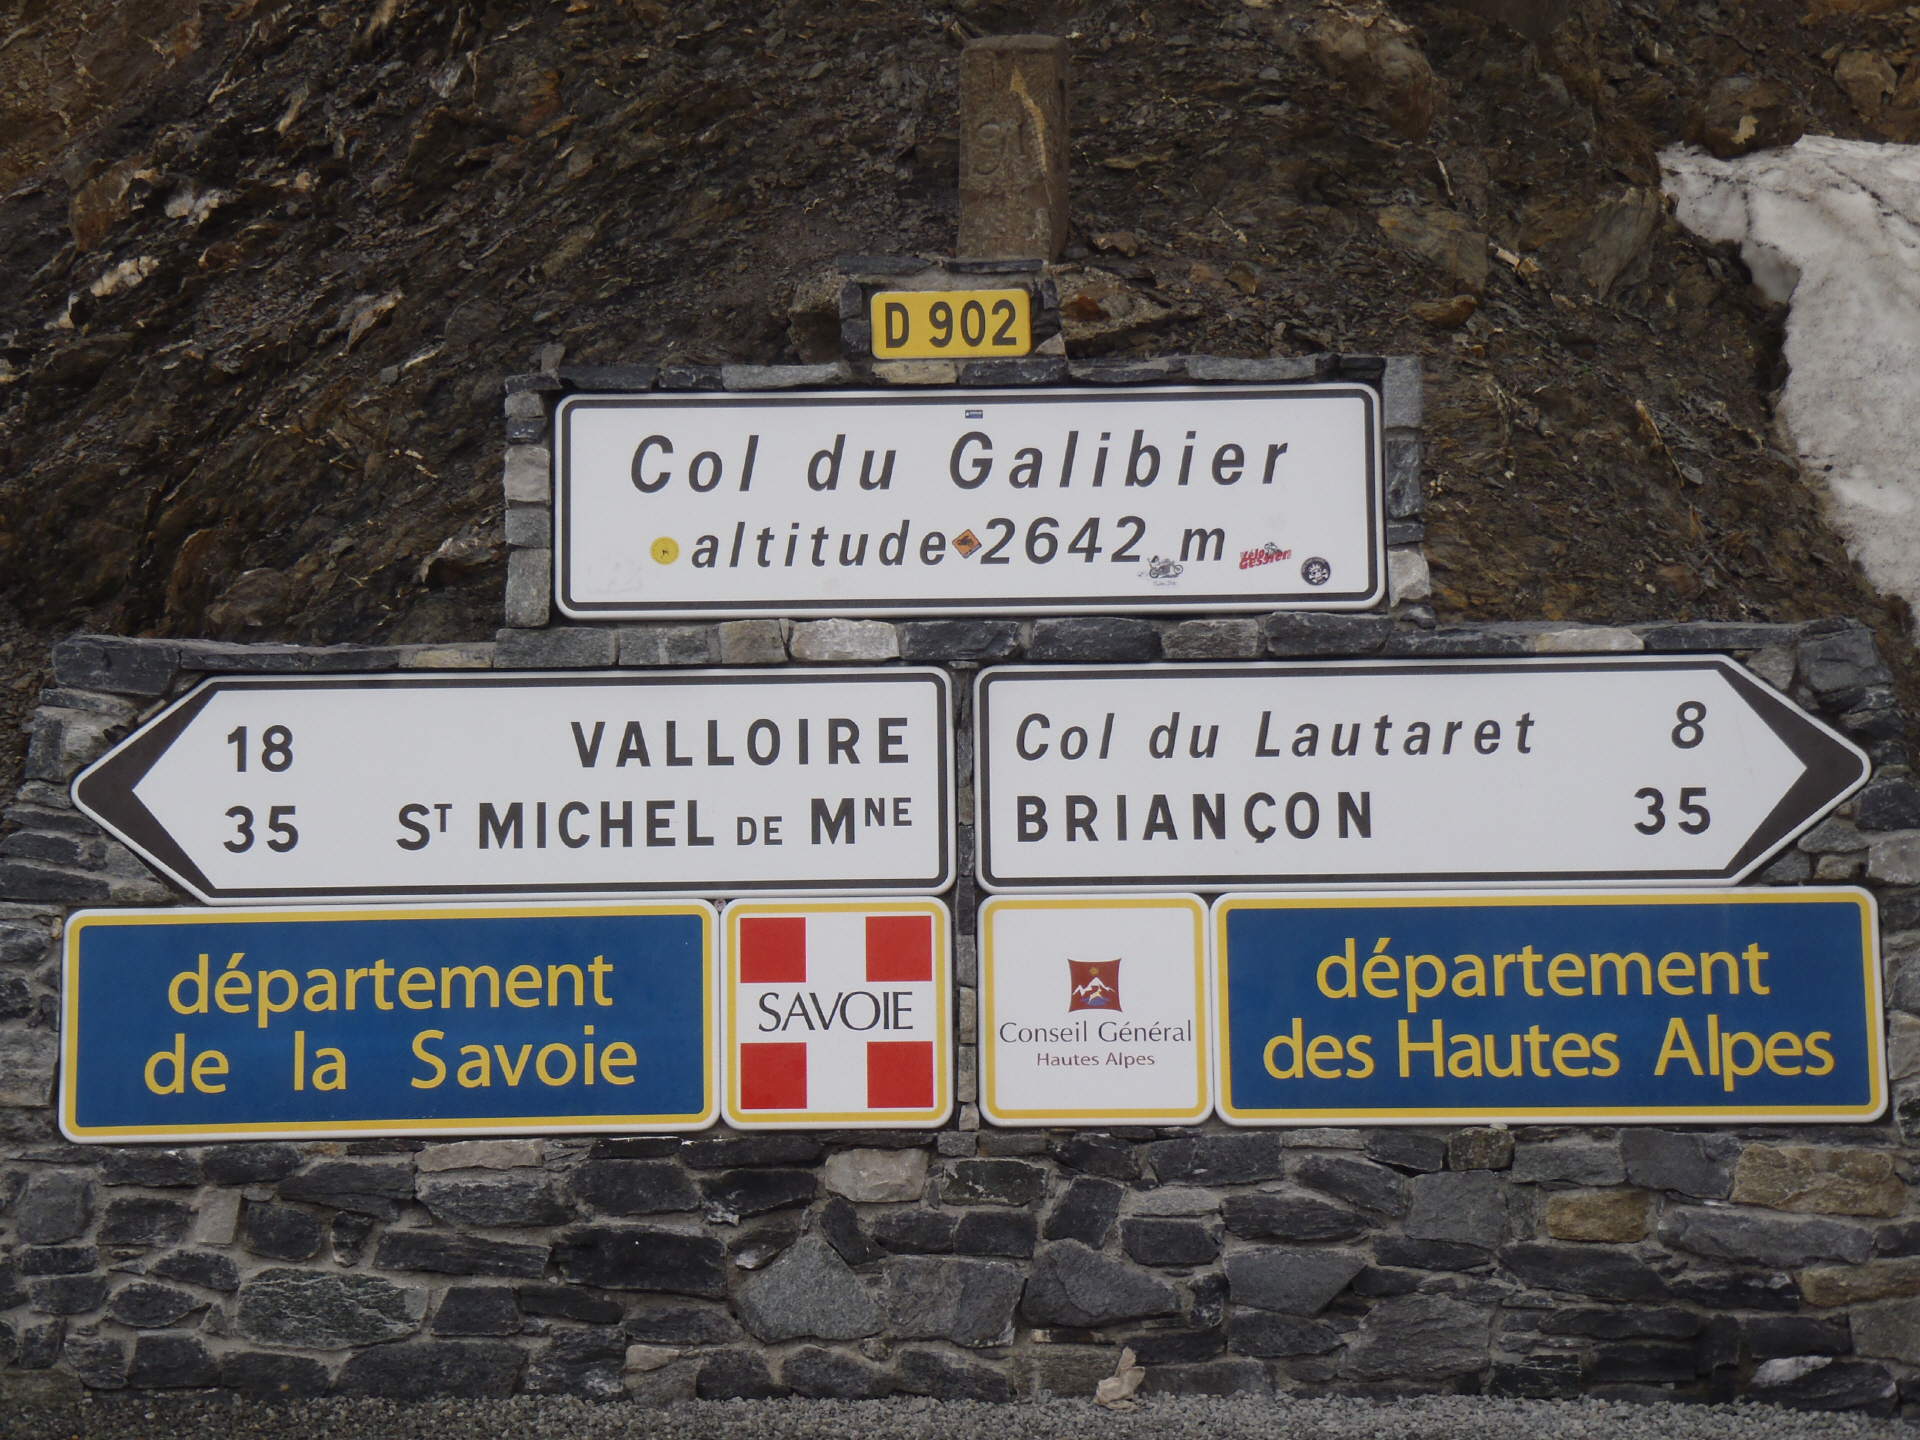 D 902
Col du Galibier
altitude 2642 m
18 VALLOIRE
35 ST MICHEL DE MNE
Col du Lautaret 8
BRIANÇON 35
département
de la Savoie
SAVOIE
Conseil Général
Hautes Alpes
département
des Hautes Alpes